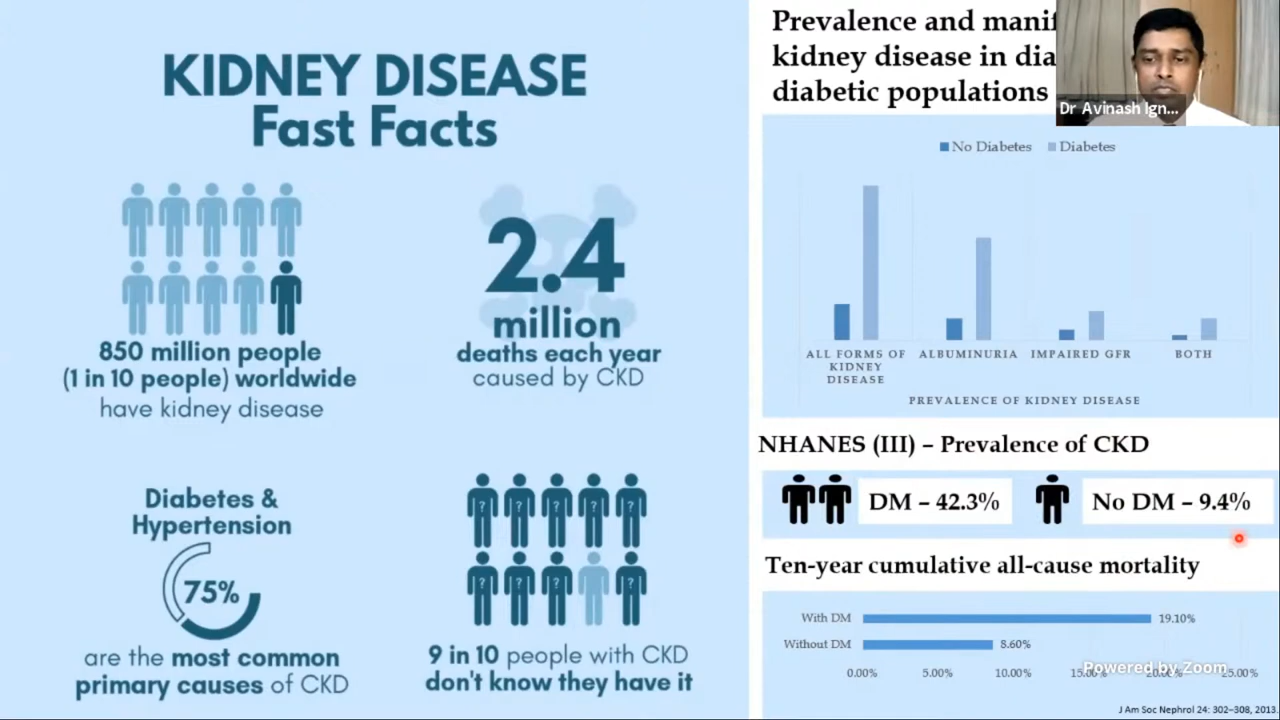 KIDNEY DISEASE
Fast Facts
850 million people
(1 in 10 people) worldwide
have kidney disease
2.4
million
deaths each year
caused by CKD
Diabetes &
Hypertension
75%
are the most common
primary causes of CKD
? ? ? ? ?
? ? ? ?
9 in 10 people with CKD
don't know they have it
Prevalence and manif
kidney disease in dia
diabetic populations
Dr Avinash Ign...
No Diabetes Diabetes
ALL FORMS OF
KIDNEY
DISEASE
ALBUMINURIA
IMPAIRED GFR
BOTH
PREVALENCE OF KIDNEY DISEASE
NHANES (III) – Prevalence of CKD
DM – 42.3%
No DM – 9.4%
Ten-year cumulative all-cause mortality
With DM 19.10%
Without DM 8.60%
0.00% 5.00% 10.00% 15.00% 20.00% 25.00%
Powered by Zoom
J Am Soc Nephrol 24: 302–308, 2013.